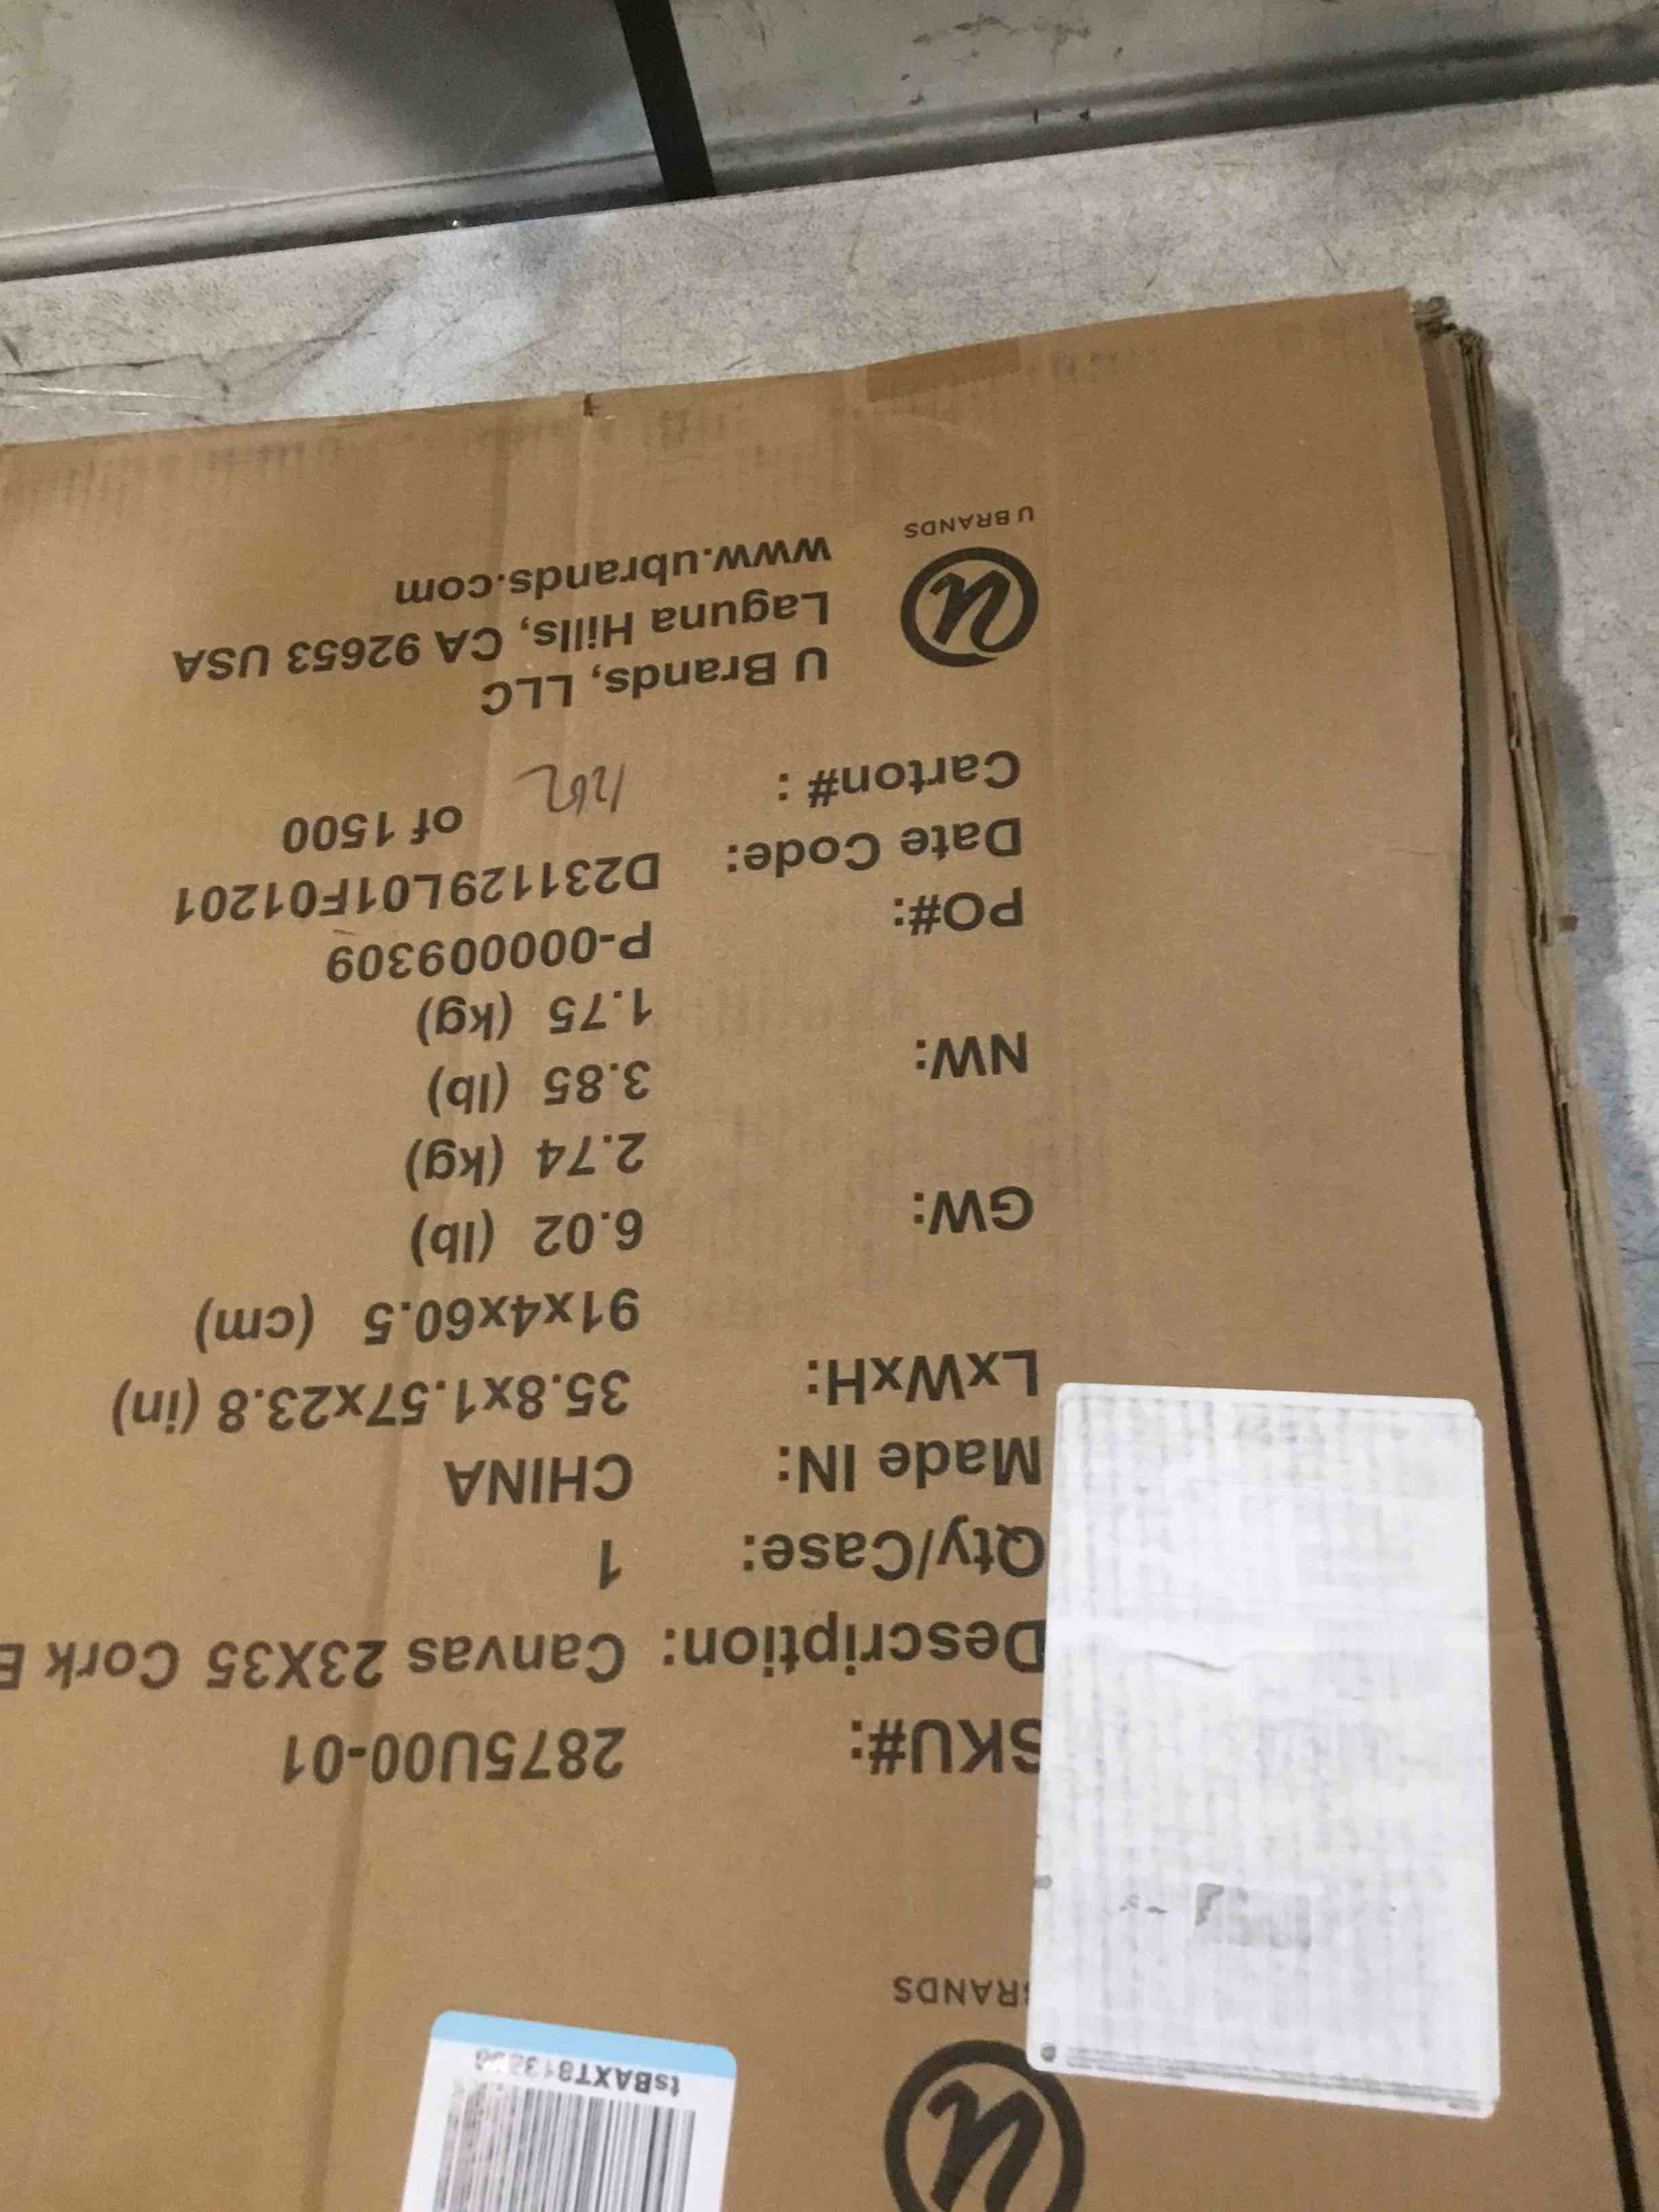 BRANDS
SKU#: 2875U00-01
Description: Canvas 23X35 Cork
Qty/Case: 1
Made IN: CHINA
LxWxH: 35.8x1.57x23.8 (in)
91x4x60.5 (cm)
GW: 6.02 (lb)
2.74 (kg)
NW: 3.85 (lb)
1.75 (kg)
PO#: P-000009309
Date Code: D231129L01F01201
Carton# : of 1500
U Brands, LLC
Laguna Hills, CA 92653 USA
www.ubrands.com
U BRANDS